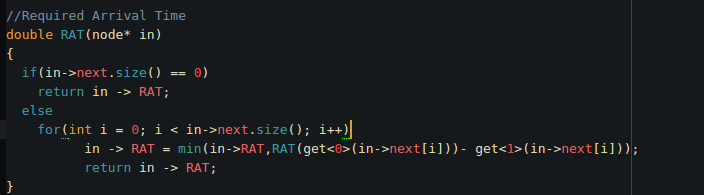 //Required Arrival Time
double RAT(node* in)
{
  if(in->next.size() == 0)
    return in -> RAT;
  else
    for(int i = 0; i < in->next.size(); i++)
          in -> RAT = min(in->RAT,RAT(get<0>(in->next[i]))- get<1>(in->next[i]));
          return in -> RAT;
}